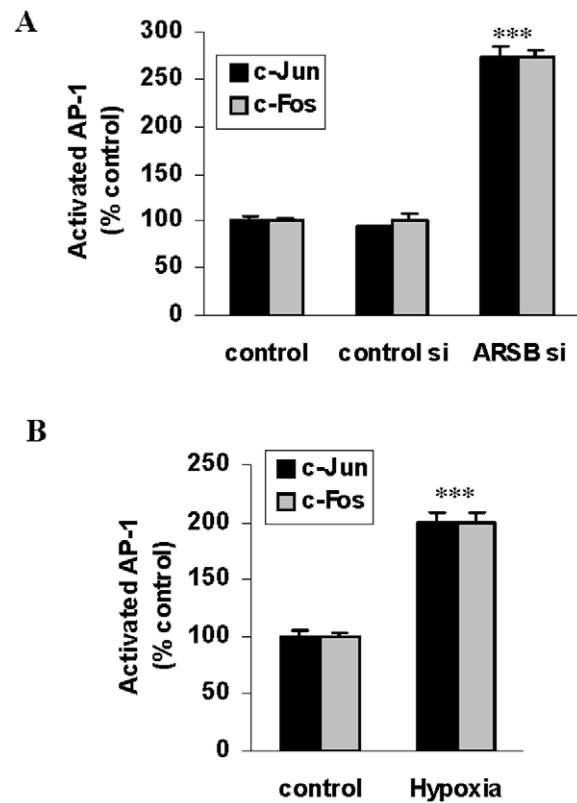 A
Activated AP-1
(% control)
300
250
200
150
100
50
0
c-Jun
c-Fos
***
control
control si
ARSB si
B
Activated AP-1
(% control)
250
200
150
100
50
0
c-Jun
c-Fos
***
control
Hypoxia